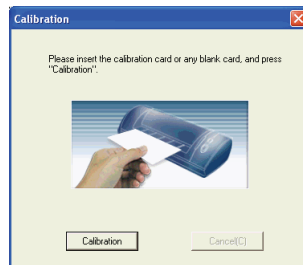 Calibration
Please insert the calibration card or any blank card, and press
"Calibration".
Calibration
Cancel(C)